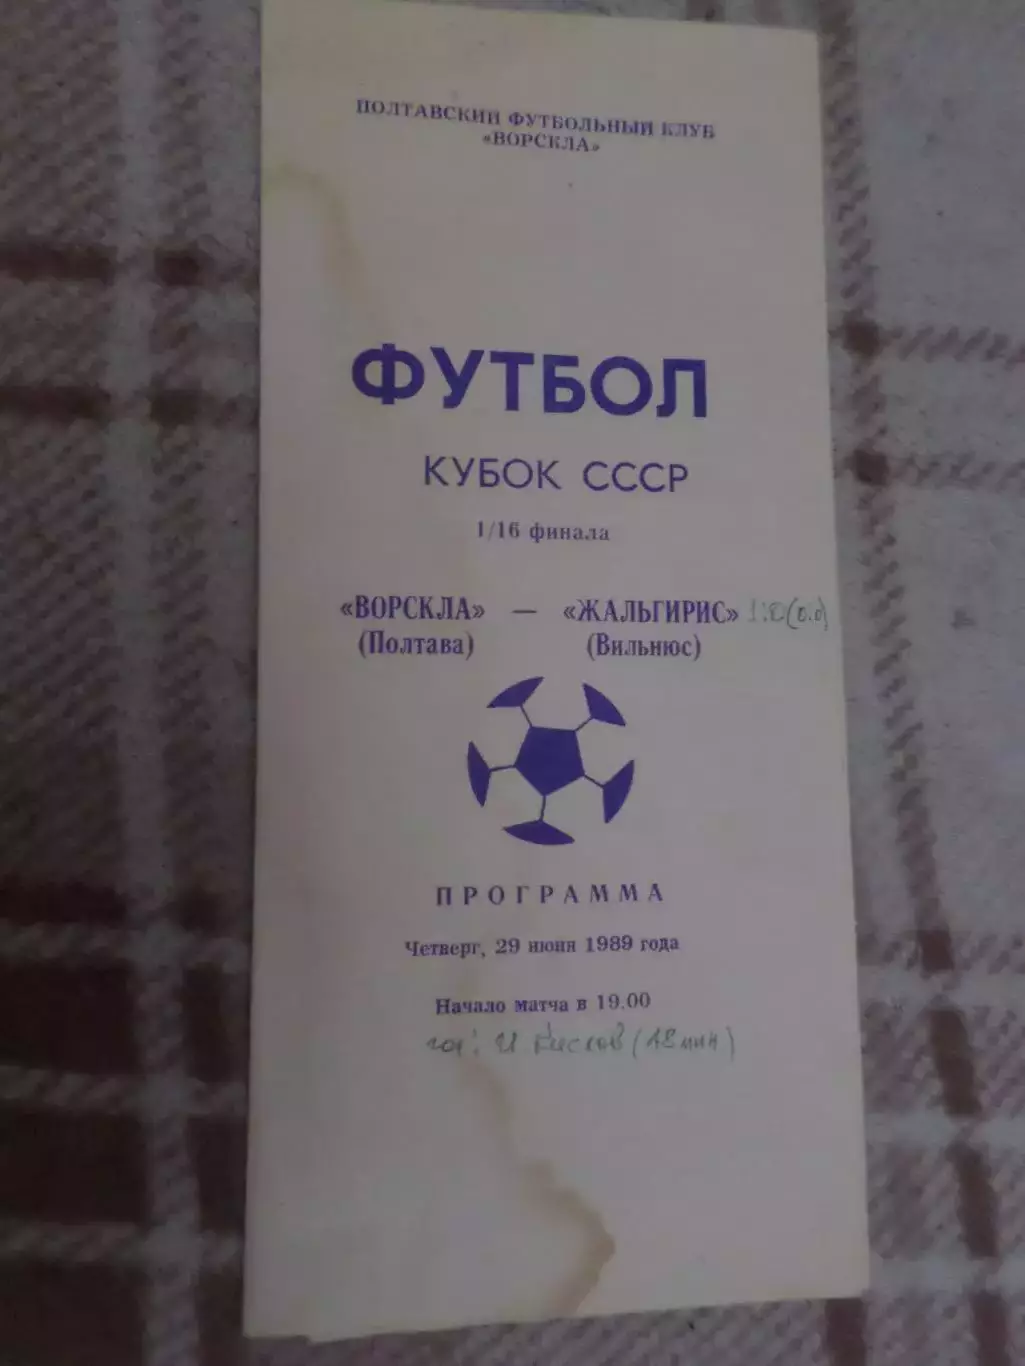 ПОЛТАВСКИЙ ФУТБОЛЬНЫЙ КЛУБ
«ВОРСКЛА»
ФУТБОЛ
КУБОК СССР
1/16 финала
«ВОРСКЛА» — «ЖАЛЬГИРИС» 1:0 (0:0)
(Полтава) (Вильнюс)
ПРОГРАММА
Четверг, 29 июня 1989 года
Начало матча в 19.00
гол: И (18 мин)